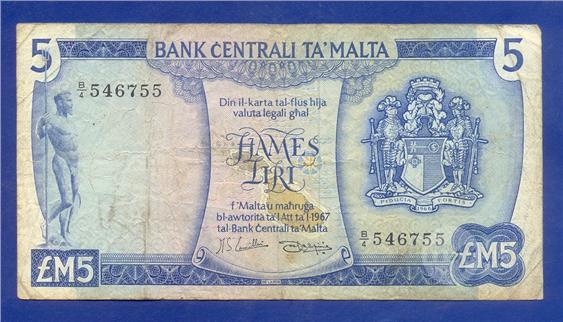 5
BANK ĊENTRALI TA' MALTA
5
B/4 546755
Din il-karta tal-flus hija
valuta legali għal
ĦAMES
LIRI
f'Malta u maħruġa
bl-awtorità ta' l-Att ta' l-1967
tal-Bank Ċentrali ta' Malta
FIDUCIA FORTIS
1966
B/4 546755
£M5
£M5